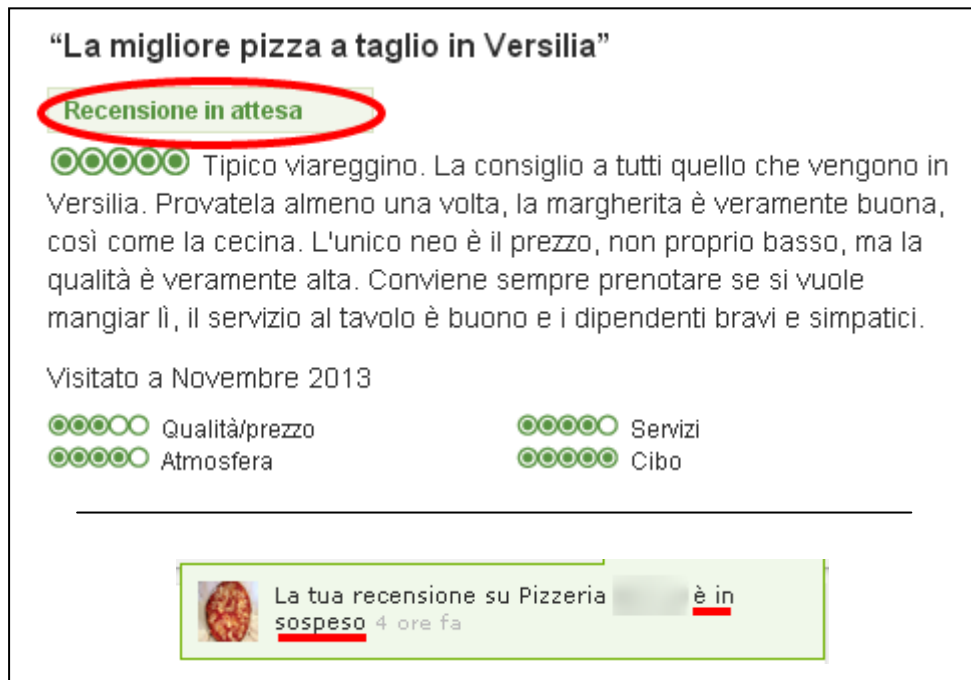 “La migliore pizza a taglio in Versilia”
Recensione in attesa
Tipico viareggino. La consiglio a tutti quello che vengono in
Versilia. Provatela almeno una volta, la margherita è veramente buona,
così come la cecina. L'unico neo è il prezzo, non proprio basso, ma la
qualità è veramente alta. Conviene sempre prenotare se si vuole
mangiar lì, il servizio al tavolo è buono e i dipendenti bravi e simpatici.
Visitato a Novembre 2013
Qualità/prezzo
Servizi
Atmosfera
Cibo
La tua recensione su Pizzeria è in
sospeso 4 ore fa